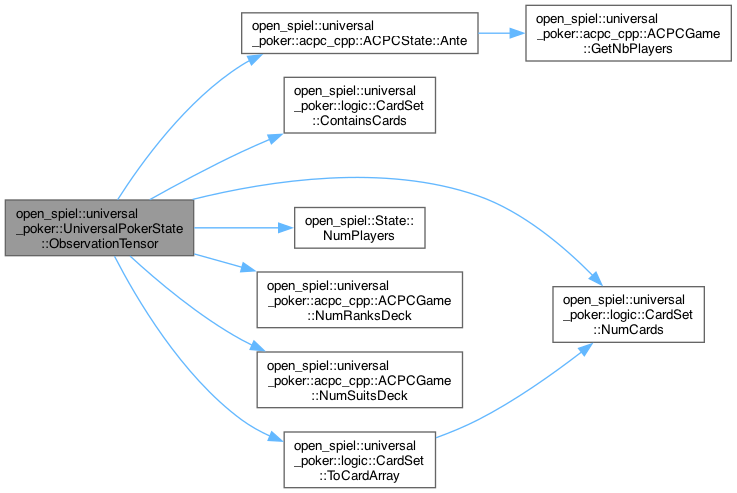 open_spiel::universal
_poker::UniversalPokerState
::ObservationTensor
open_spiel::universal
_poker::acpc_cpp::ACPCState::Ante
open_spiel::universal
_poker::acpc_cpp::ACPCGame
::GetNbPlayers
open_spiel::universal
_poker::logic::CardSet
::ContainsCards
open_spiel::State::
NumPlayers
open_spiel::universal
_poker::acpc_cpp::ACPCGame
::NumRanksDeck
open_spiel::universal
_poker::acpc_cpp::ACPCGame
::NumSuitsDeck
open_spiel::universal
_poker::logic::CardSet
::ToCardArray
open_spiel::universal
_poker::logic::CardSet
::NumCards